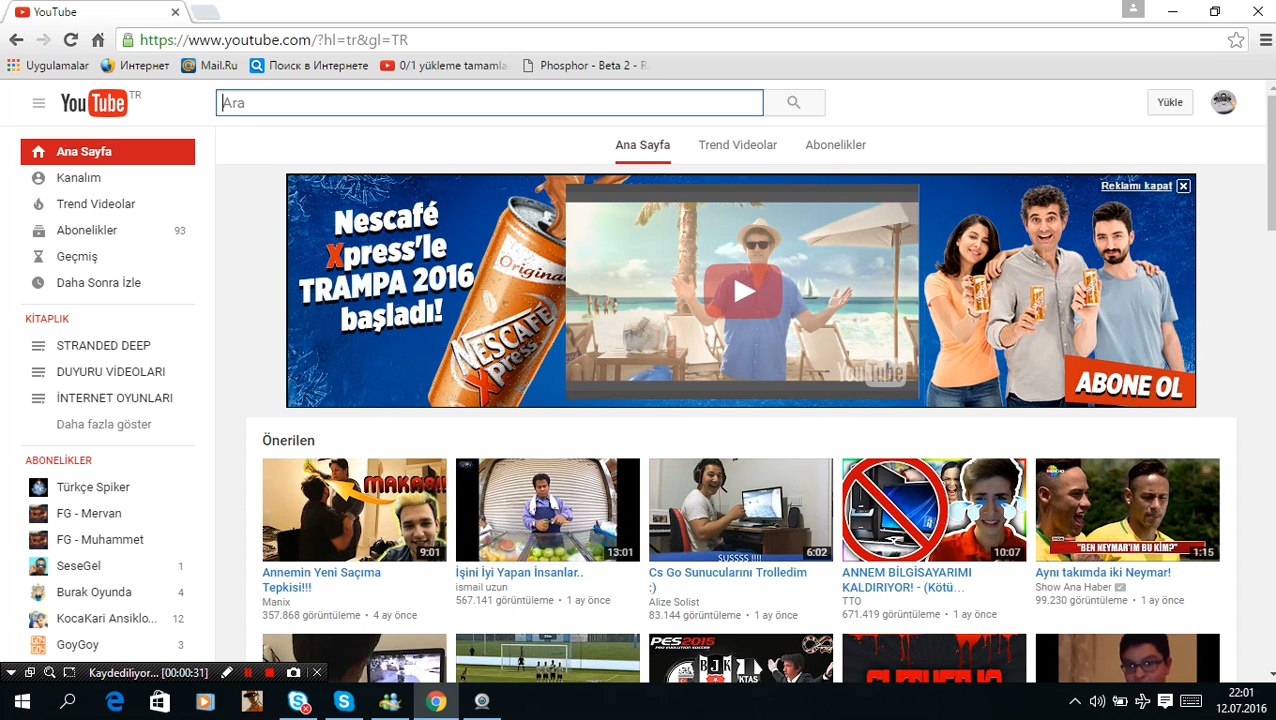 YouTube
https://www.youtube.com/?hl=tr&gl=TR
Uygulamalar
Интернет
Mail.Ru
Поиск в Интернете
0/1 yükleme tamamla
Phosphor - Beta 2 - R
YouTube TR
Ara
Yükle
Ana Sayfa
Trend Videolar
Abonelikler
Ana Sayfa
Kanalım
Trend Videolar
Abonelikler 93
Geçmiş
Daha Sonra İzle
KİTAPLIK
STRANDED DEEP
DUYURU VİDEOLARI
İNTERNET OYUNLARI
Daha fazla göster
ABONELİKLER
Türkçe Spiker
FG - Mervan
FG - Muhammet
SeseGel 1
Burak Oyunda 4
KocaKari Ansiklo... 12
GoyGoy 3
Reklamı kapat
Nescafé
Xpress'le
TRAMPA 2016
başladı!
Original
NESCAFÉ
Xpress
YouTube
ABONE OL
Önerilen
MAKAS!!
9:01
Annemin Yeni Saçıma
Tepkisi!!!
Manix
357.868 görüntüleme • 4 ay önce
13:01
İşini İyi Yapan İnsanlar..
ismail uzun
567.141 görüntüleme • 1 ay önce
SUSSSS !!!!
6:02
Cs Go Sunucularını Trolledim
:)
Alize Solist
83.144 görüntüleme • 1 ay önce
10:07
ANNEM BİLGİSAYARIMI
KALDIRIYOR! - (Kötü…
TTO
671.419 görüntüleme • 1 ay önce
SHOW
"BEN NEYMAR'IM BU KİM?"
1:15
Aynı takımda iki Neymar!
Show Ana Haber
99.230 görüntüleme • 1 ay önce
PES2015
BJK
kaydediliyor... [00:00:31]
22:01
12.07.2016